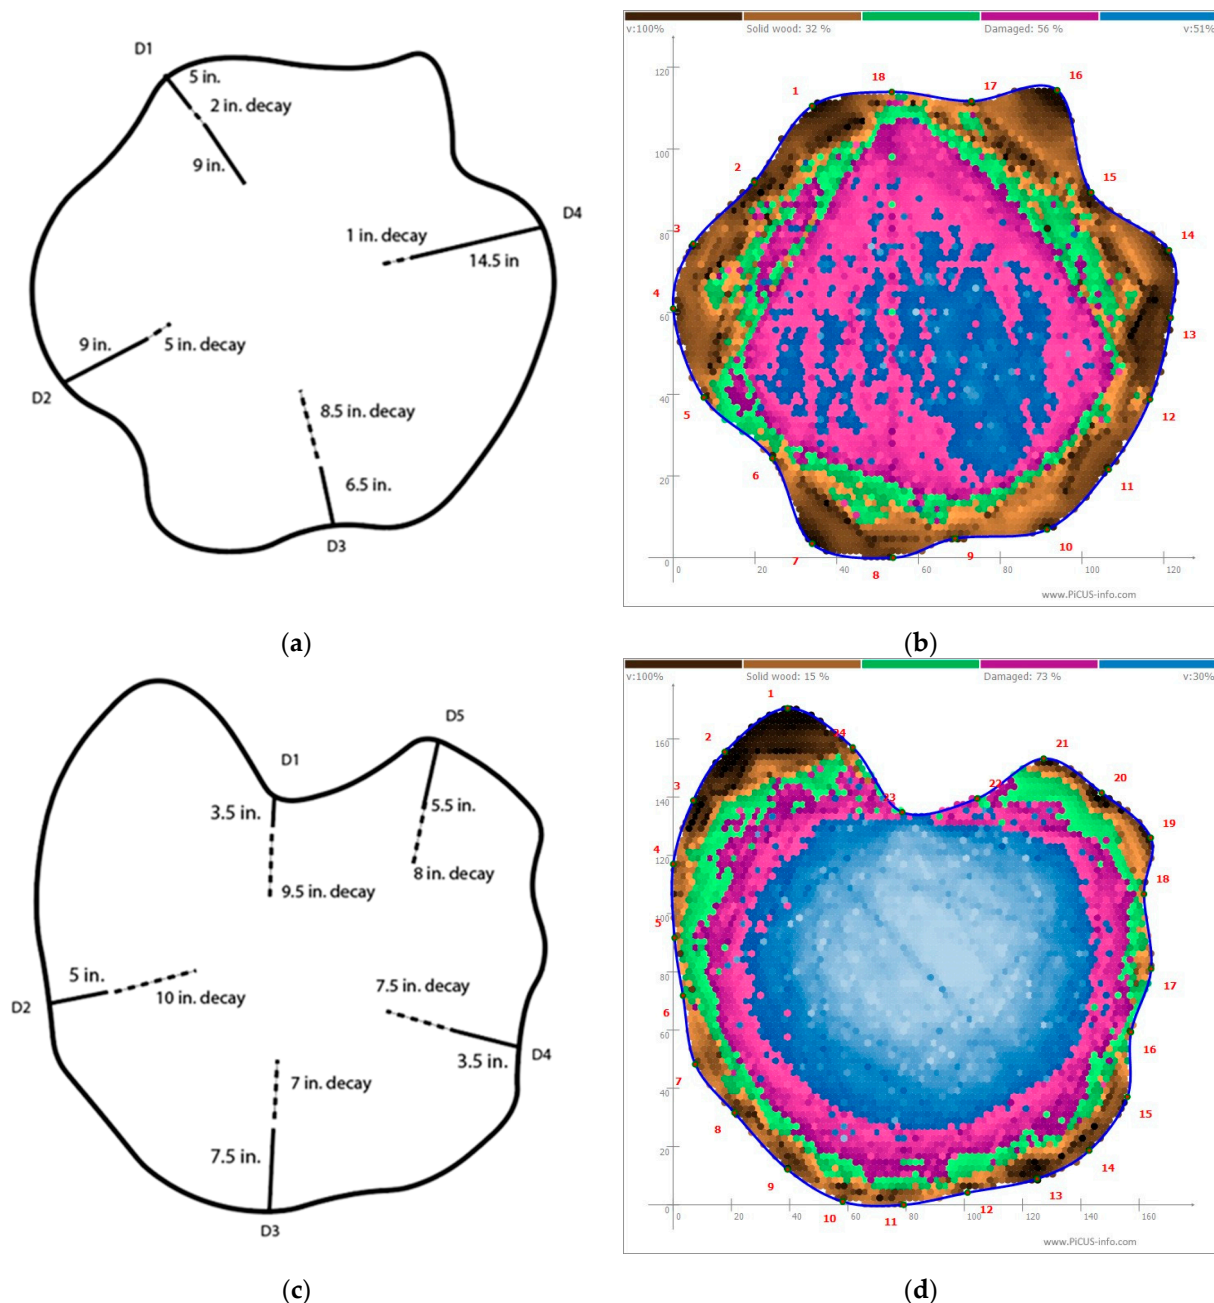 D1
5 in.
2 in. decay
9 in.
D4
1 in. decay
14.5 in
9 in.
5 in. decay
D2
8.5 in. decay
6.5 in.
D3
(a)
v:100% Solid wood: 32 % Damaged: 56 % v:51%
120
100
80
60
40
20
0
0 20 40 60 80 100 120
1
2
3
4
5
6
7
8
9
10
11
12
13
14
15
16
17
18
www.PiCUS-info.com
(b)
D5
D1
3.5 in.
5.5 in.
9.5 in. decay
8 in. decay
5 in.
D2
10 in. decay
7.5 in. decay
D4
3.5 in.
7 in. decay
7.5 in.
D3
(c)
v:100% Solid wood: 15 % Damaged: 73 % v:30%
160
140
120
100
80
60
40
20
0
0 20 40 60 80 100 120 140 160
1
2
3
4
5
6
7
8
9
10
11
12
13
14
15
16
17
18
19
20
21
22
23
24
www.PiCUS-info.com
(d)